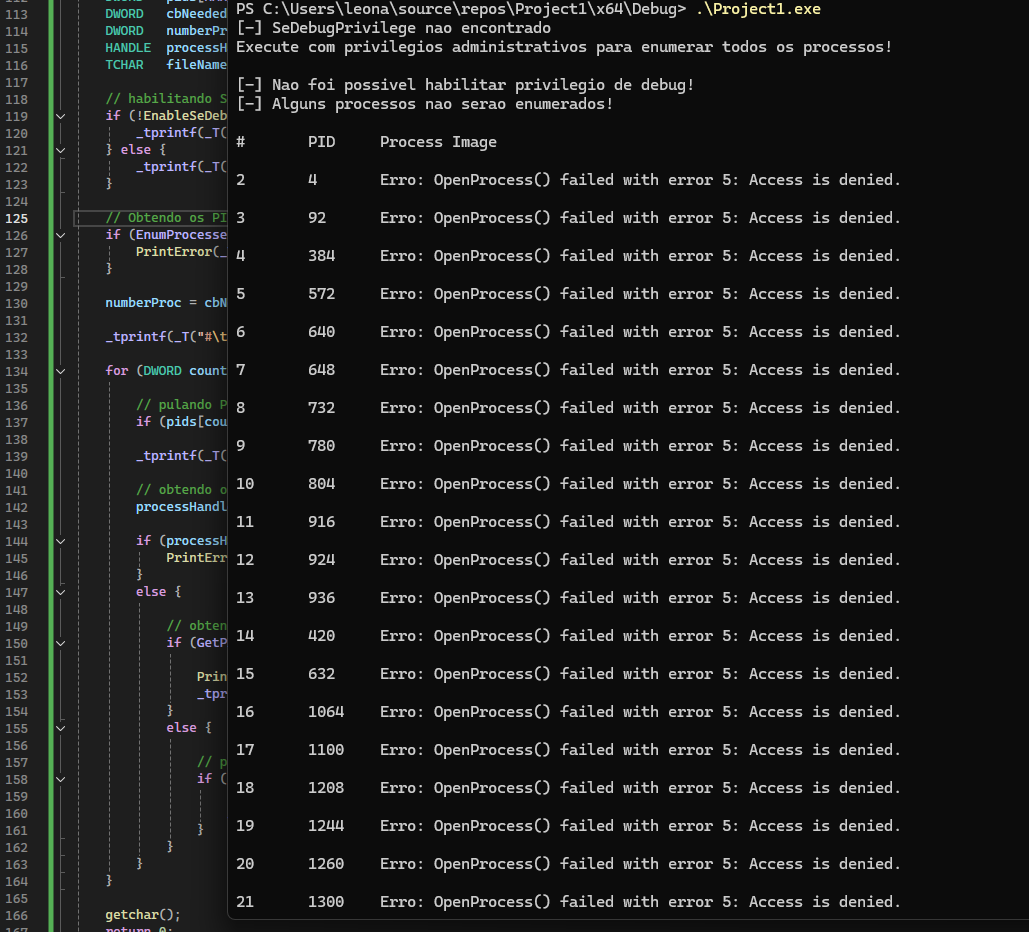 DWORD cbNeeded
114 DWORD numberPr
115 HANDLE processH
116 TCHAR fileName
117
118 // habilitando S
119 if (!EnableSeDeb
120 _tprintf(_T(
121 } else {
122 _tprintf(_T(
123 }
124
125 // Obtendo os PI
126 if (EnumProcesse
127 PrintError(_
128 }
129
130 numberProc = cbN
131
132 _tprintf(_T("#\t
133
134 for (DWORD count
135
136 // pulando P
137 if (pids[cou
138
139 _tprintf(_T(
140
141 // obtendo o
142 processHandl
143
144 if (processH
145 PrintErr
146 }
147 else {
148
149 // obten
150 if (GetP
151
152 Prin
153 _tpr
154 }
155 else {
156
157 // p
158 if (
159
160
161 }
162 }
163 }
164 }
165
166 getchar();
167 return 0;
PS C:\Users\leona\source\repos\Project1\x64\Debug> .\Project1.exe
[-] SeDebugPrivilege nao encontrado
Execute com privilegios administrativos para enumerar todos os processos!
[-] Nao foi possivel habilitar privilegio de debug!
[-] Alguns processos nao serao enumerados!
# PID Process Image
2 4 Erro: OpenProcess() failed with error 5: Access is denied.
3 92 Erro: OpenProcess() failed with error 5: Access is denied.
4 384 Erro: OpenProcess() failed with error 5: Access is denied.
5 572 Erro: OpenProcess() failed with error 5: Access is denied.
6 640 Erro: OpenProcess() failed with error 5: Access is denied.
7 648 Erro: OpenProcess() failed with error 5: Access is denied.
8 732 Erro: OpenProcess() failed with error 5: Access is denied.
9 780 Erro: OpenProcess() failed with error 5: Access is denied.
10 804 Erro: OpenProcess() failed with error 5: Access is denied.
11 916 Erro: OpenProcess() failed with error 5: Access is denied.
12 924 Erro: OpenProcess() failed with error 5: Access is denied.
13 936 Erro: OpenProcess() failed with error 5: Access is denied.
14 420 Erro: OpenProcess() failed with error 5: Access is denied.
15 632 Erro: OpenProcess() failed with error 5: Access is denied.
16 1064 Erro: OpenProcess() failed with error 5: Access is denied.
17 1100 Erro: OpenProcess() failed with error 5: Access is denied.
18 1208 Erro: OpenProcess() failed with error 5: Access is denied.
19 1244 Erro: OpenProcess() failed with error 5: Access is denied.
20 1260 Erro: OpenProcess() failed with error 5: Access is denied.
21 1300 Erro: OpenProcess() failed with error 5: Access is denied.